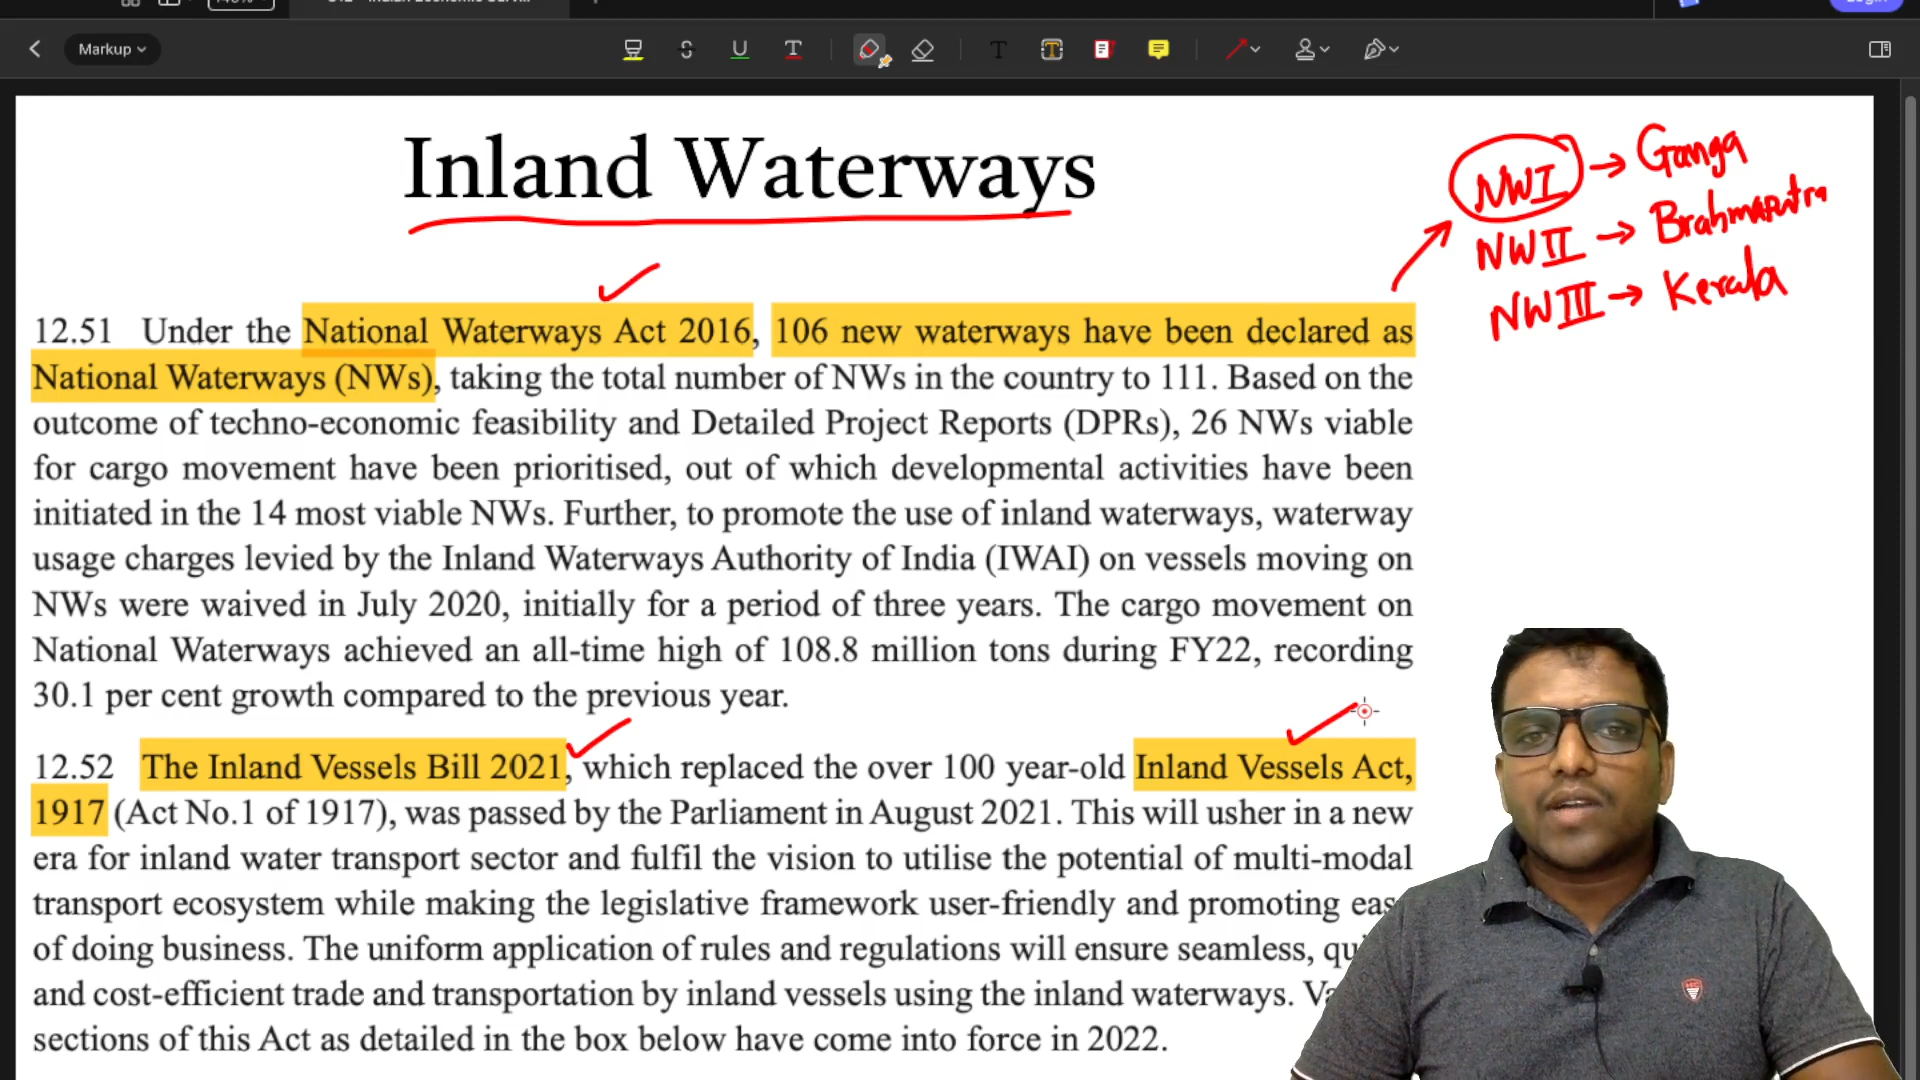 Markup
Inland Waterways
NWI → Ganga
NWII → Brahmaputra
NWIII → Kerala
12.51 Under the National Waterways Act 2016, 106 new waterways have been declared as
National Waterways (NWs), taking the total number of NWs in the country to 111. Based on the
outcome of techno-economic feasibility and Detailed Project Reports (DPRs), 26 NWs viable
for cargo movement have been prioritised, out of which developmental activities have been
initiated in the 14 most viable NWs. Further, to promote the use of inland waterways, waterway
usage charges levied by the Inland Waterways Authority of India (IWAI) on vessels moving on
NWs were waived in July 2020, initially for a period of three years. The cargo movement on
National Waterways achieved an all-time high of 108.8 million tons during FY22, recording
30.1 per cent growth compared to the previous year.
12.52 The Inland Vessels Bill 2021, which replaced the over 100 year-old Inland Vessels Act,
1917 (Act No.1 of 1917), was passed by the Parliament in August 2021. This will usher in a new
era for inland water transport sector and fulfil the vision to utilise the potential of multi-modal
transport ecosystem while making the legislative framework user-friendly and promoting eas
of doing business. The uniform application of rules and regulations will ensure seamless, qu
and cost-efficient trade and transportation by inland vessels using the inland waterways. Va
sections of this Act as detailed in the box below have come into force in 2022.